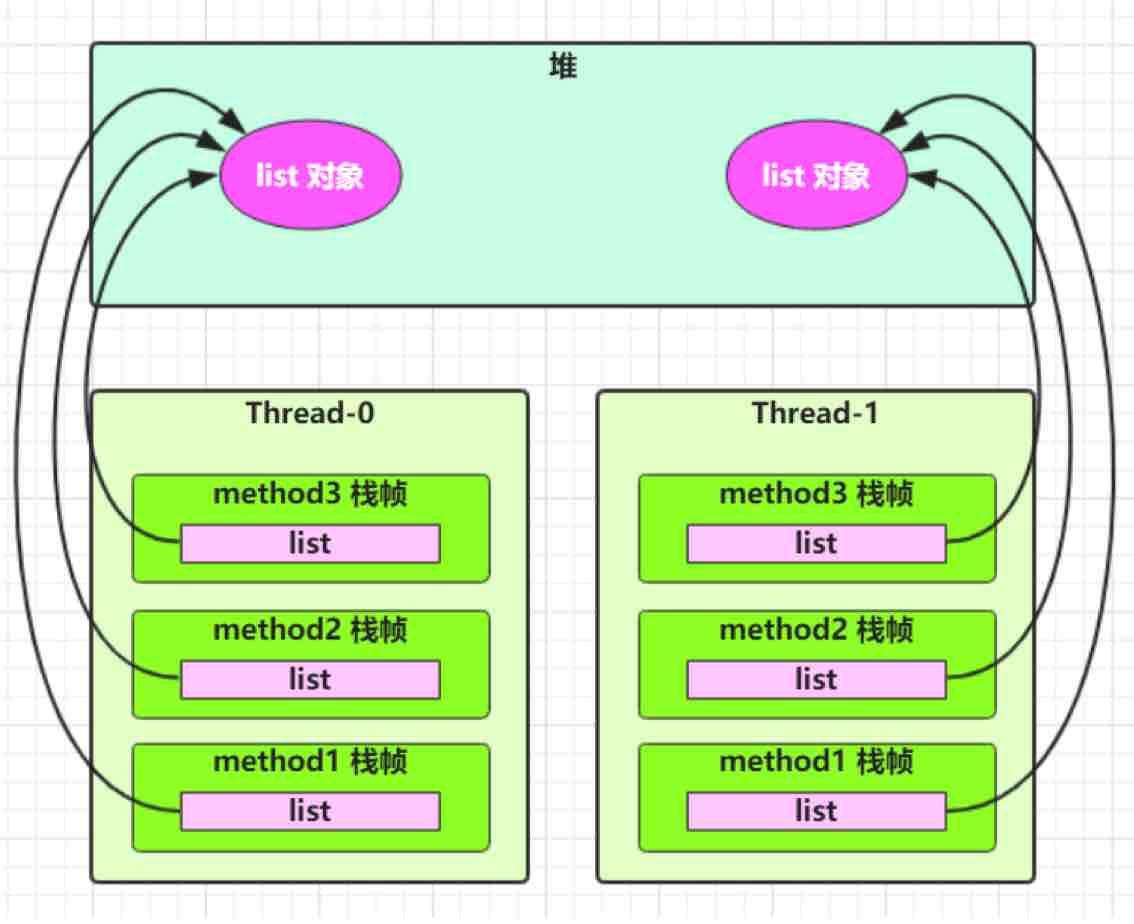 堆
list 对象
list 对象
Thread-0
method3 栈帧
list
method2 栈帧
list
method1 栈帧
list
Thread-1
method3 栈帧
list
method2 栈帧
list
method1 栈帧
list